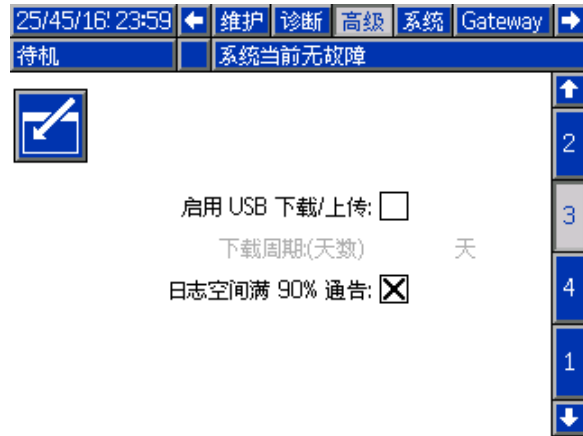 25/45/16! 23:59 维护 诊断 高级 系统 Gateway
待机 系统当前无故障
2
启用 USB 下载/上传:
3
下载周期:(天数) 天
日志空间满 90% 通告:
4
1